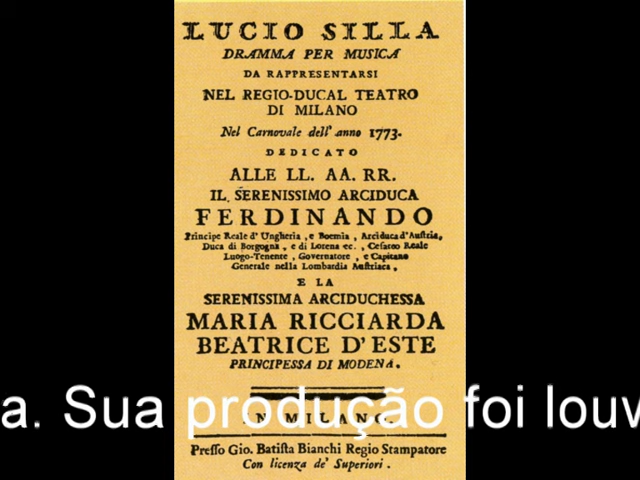 LUCIO SILLA
DRAMMA PER MUSICA
DA RAPPRESENTARSI
NEL REGIO-DUCAL TEATRO
DI MILANO
Nel Carnovale dell' anno 1773.
DEDICATO
ALLE LL. AA. RR.
IL SERENISSIMO ARCIDUCA
FERDINANDO
Principe Reale d' Ungheria, e Boemia, Arciduca d'Austria,
Duca di Borgogna, e di Lorena ec., Cesareo Reale
Luogo-Tenente, Governatore, e Capitano
Generale nella Lombardia Austriaca,
E LA
SERENISSIMA ARCIDUCHESSA
MARIA RICCIARDA
BEATRICE D'ESTE
PRINCIPESSA DI MODENA.
a. Sua produção foi louv
IN MILANO.
Presso Gio. Batista Bianchi Regio Stampatore
Con licenza de' Superiori.